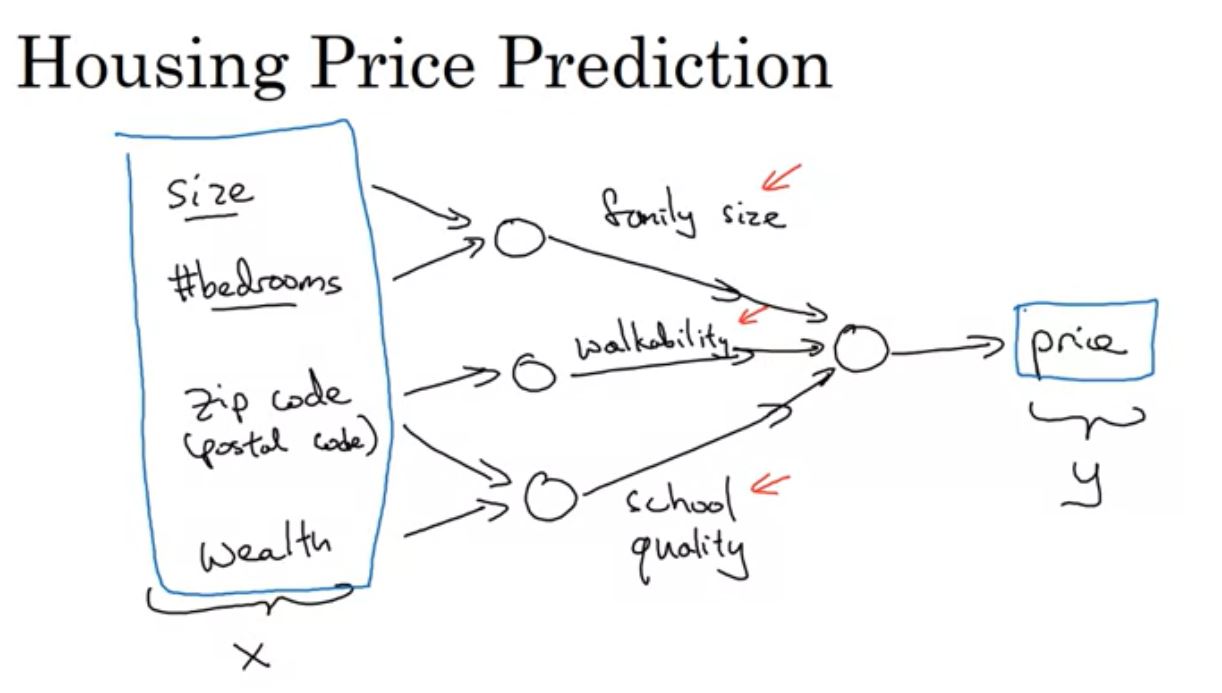 Housing Price Prediction
size
#bedrooms
zip code
(postal code)
wealth
x
family size
walkability
school
quality
price
y